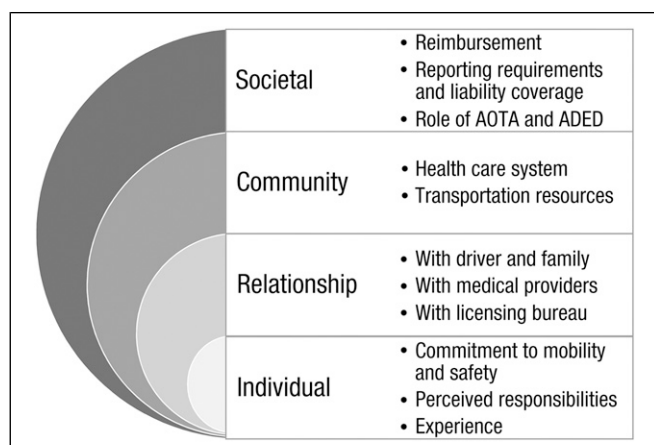 Societal
• Reimbursement
• Reporting requirements
and liability coverage
• Role of AOTA and ADED
Community
• Health care system
• Transportation resources
Relationship
• With driver and family
• With medical providers
• With licensing bureau
Individual
• Commitment to mobility
and safety
• Perceived responsibilities
• Experience